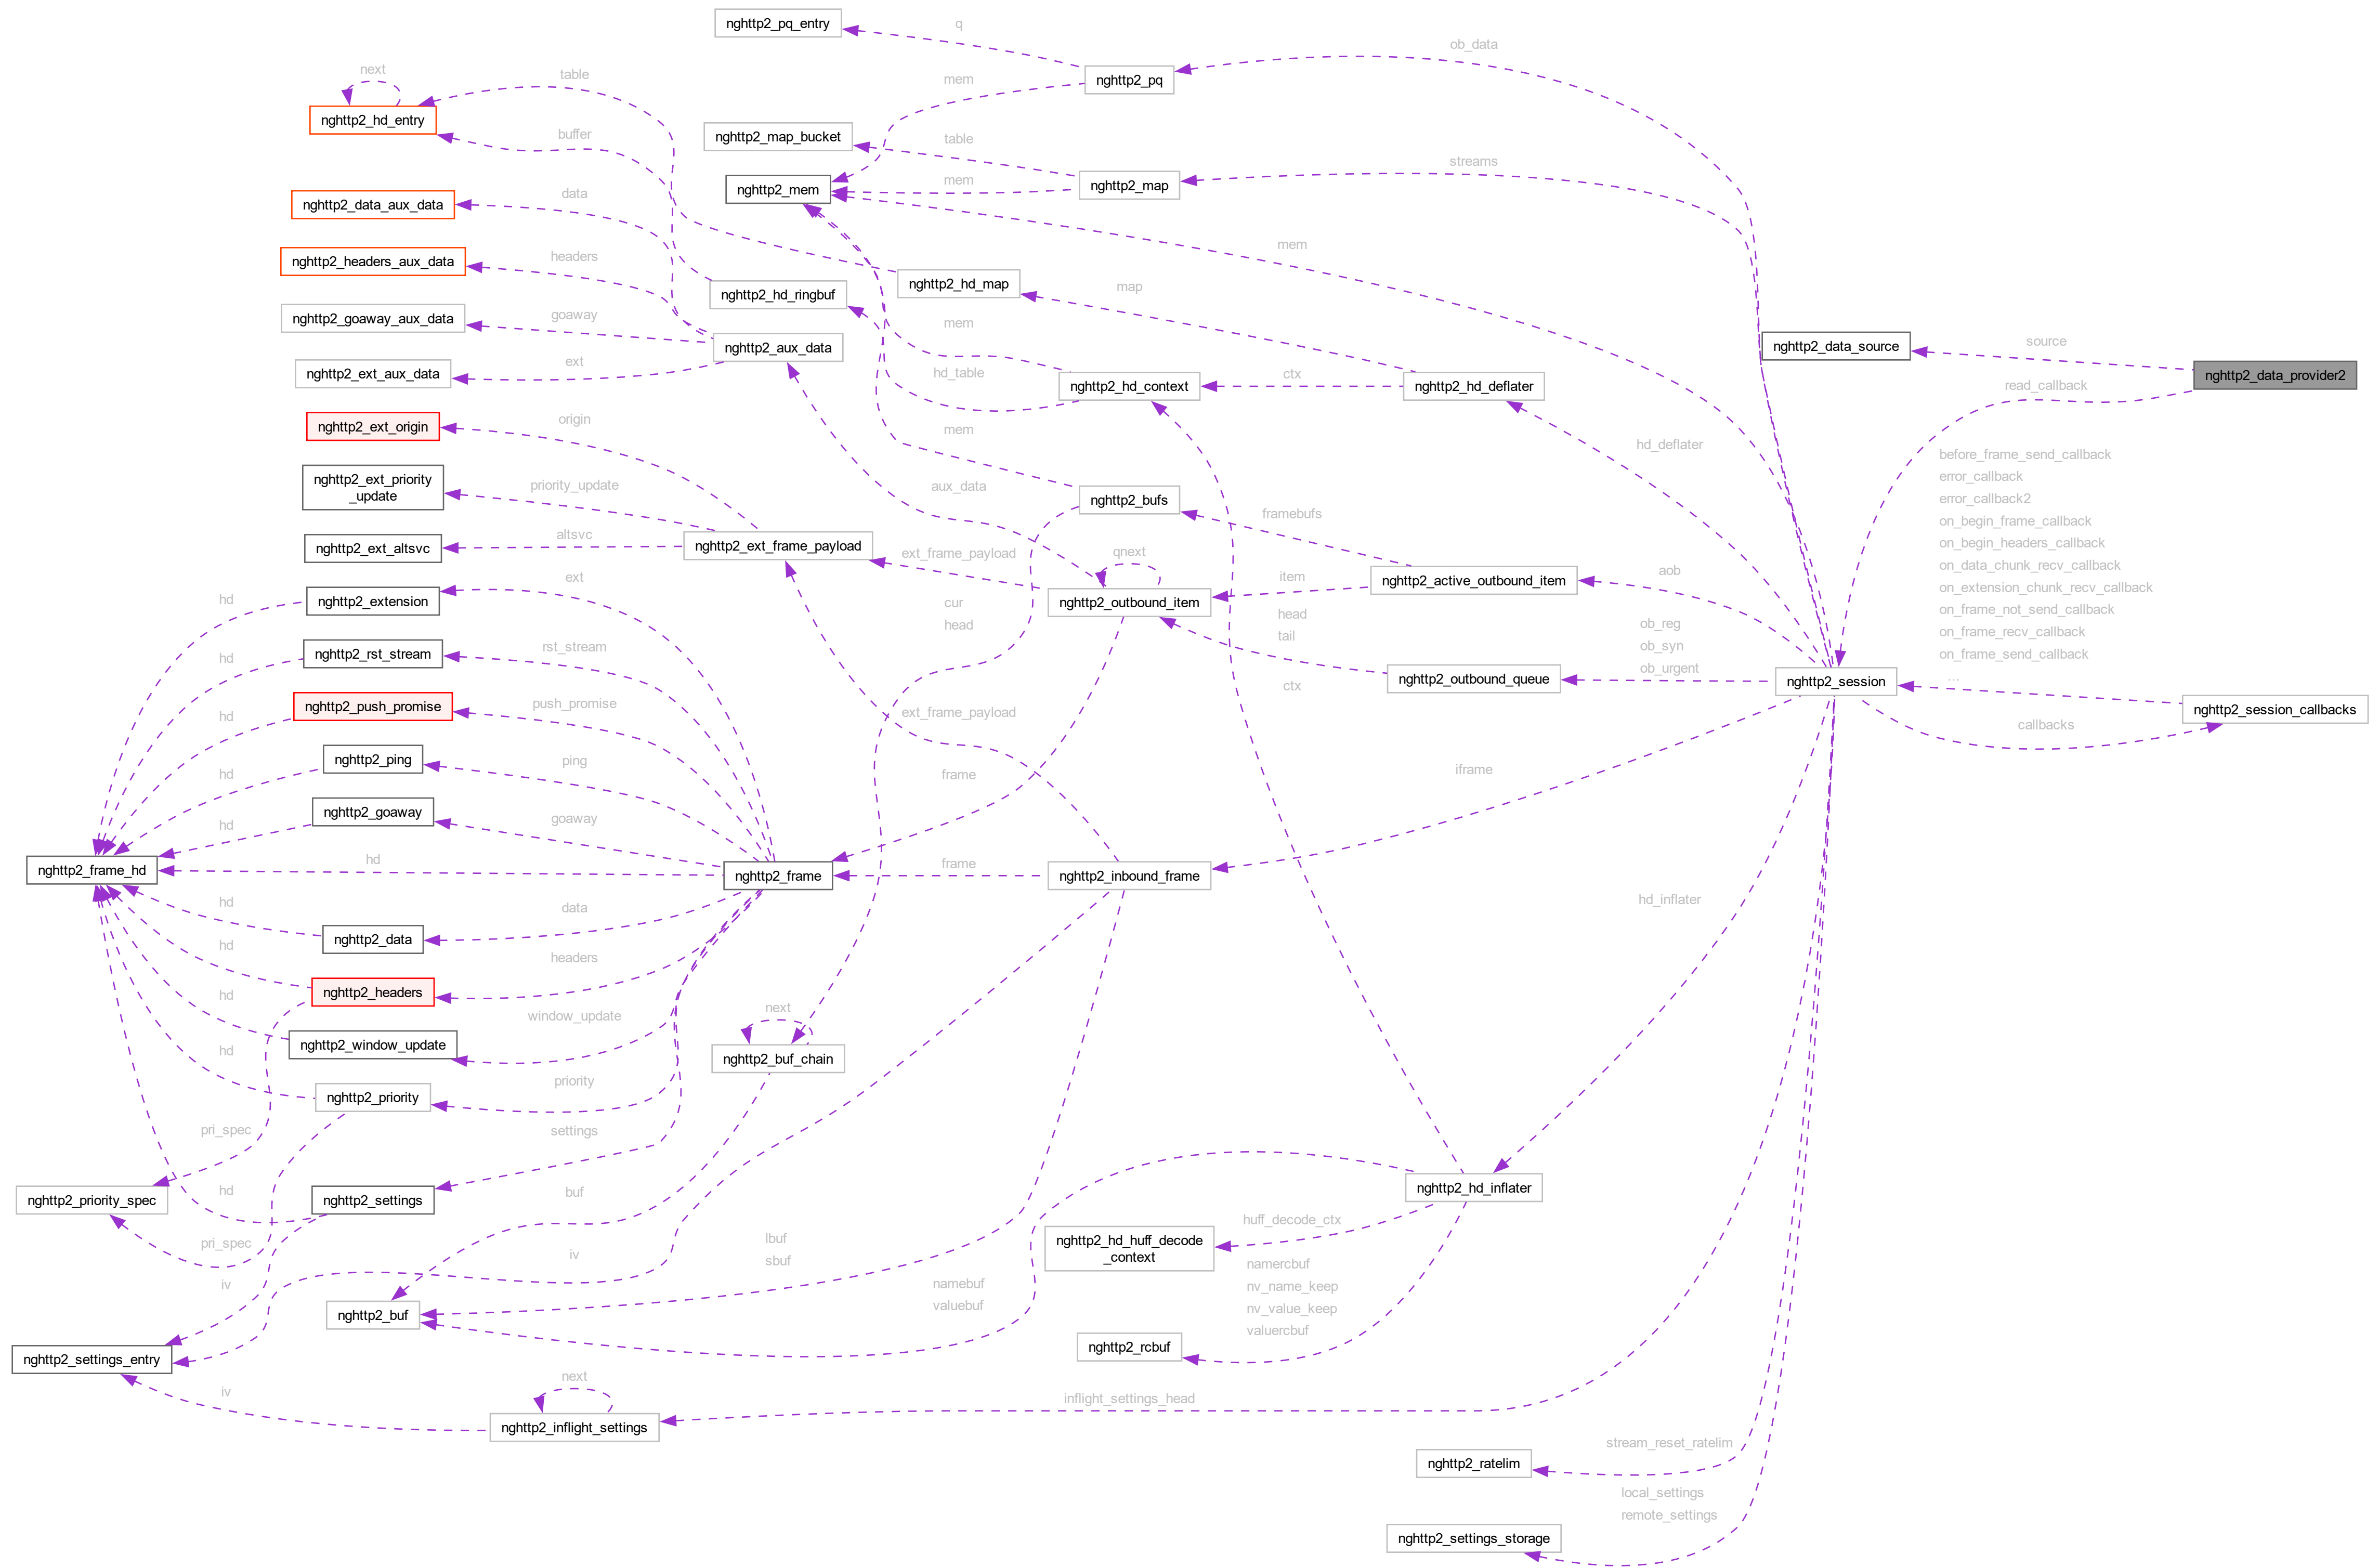 nghttp2_pq_entry
q
ob_data
next
table
mem
nghttp2_pq
nghttp2_hd_entry
buffer
nghttp2_map_bucket
table
streams
nghttp2_mem
mem
nghttp2_map
data
nghttp2_data_aux_data
mem
headers
nghttp2_headers_aux_data
nghttp2_hd_ringbuf
nghttp2_hd_map
map
goaway
nghttp2_goaway_aux_data
mem
nghttp2_aux_data
nghttp2_data_source
source
ext
nghttp2_ext_aux_data
hd_table
nghttp2_hd_context
ctx
nghttp2_hd_deflater
read_callback
nghttp2_data_provider2
origin
nghttp2_ext_origin
mem
hd_deflater
before_frame_send_callback
error_callback
error_callback2
on_begin_frame_callback
on_begin_headers_callback
on_data_chunk_recv_callback
on_extension_chunk_recv_callback
on_frame_not_send_callback
on_frame_recv_callback
on_frame_send_callback
...
nghttp2_ext_priority
_update
priority_update
aux_data
nghttp2_bufs
framebufs
altsvc
nghttp2_ext_altsvc
nghttp2_ext_frame_payload
ext_frame_payload
qnext
item
nghttp2_active_outbound_item
aob
ext
hd
nghttp2_extension
cur
head
nghttp2_outbound_item
head
tail
ob_reg
ob_syn
ob_urgent
rst_stream
hd
nghttp2_rst_stream
nghttp2_outbound_queue
nghttp2_session
ctx
push_promise
hd
nghttp2_push_promise
ext_frame_payload
callbacks
nghttp2_session_callbacks
ping
hd
nghttp2_ping
frame
iframe
goaway
hd
nghttp2_goaway
hd
nghttp2_frame_hd
nghttp2_frame
frame
nghttp2_inbound_frame
hd_inflater
data
hd
nghttp2_data
headers
hd
nghttp2_headers
hd
window_update
next
nghttp2_window_update
nghttp2_buf_chain
hd
priority
nghttp2_priority
pri_spec
settings
hd
buf
nghttp2_priority_spec
nghttp2_settings
nghttp2_hd_inflater
pri_spec
iv
lbuf
sbuf
huff_decode_ctx
nghttp2_hd_huff_decode
_context
iv
namebuf
valuebuf
namercbuf
nv_name_keep
nv_value_keep
valuercbuf
nghttp2_buf
nghttp2_rcbuf
nghttp2_settings_entry
iv
next
inflight_settings_head
nghttp2_inflight_settings
stream_reset_ratelim
nghttp2_ratelim
local_settings
remote_settings
nghttp2_settings_storage